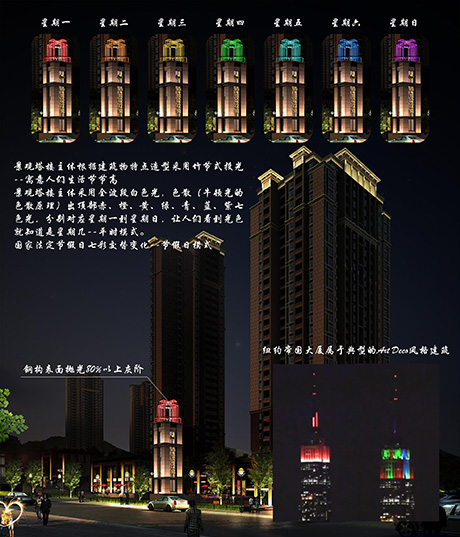 星期一 星期二 星期三 星期四 星期五 星期六 星期日
景观塔楼主体根据建筑物特点造型采用竹节式投光
--寓意人们生活节节高
景观塔楼主体采用全波段白色光，色散（牛顿光的
色散原理）出顶部赤、橙、黄、绿、青、蓝、紫七
色光，分别对应星期一到星期日，让人们看到光色
就知道是星期几--平时模式。
国家法定节假日七彩交替变化--节假日模式
纽约帝国大厦属于典型的Art Deco风格建筑
钢构表面抛光80%以上灰阶